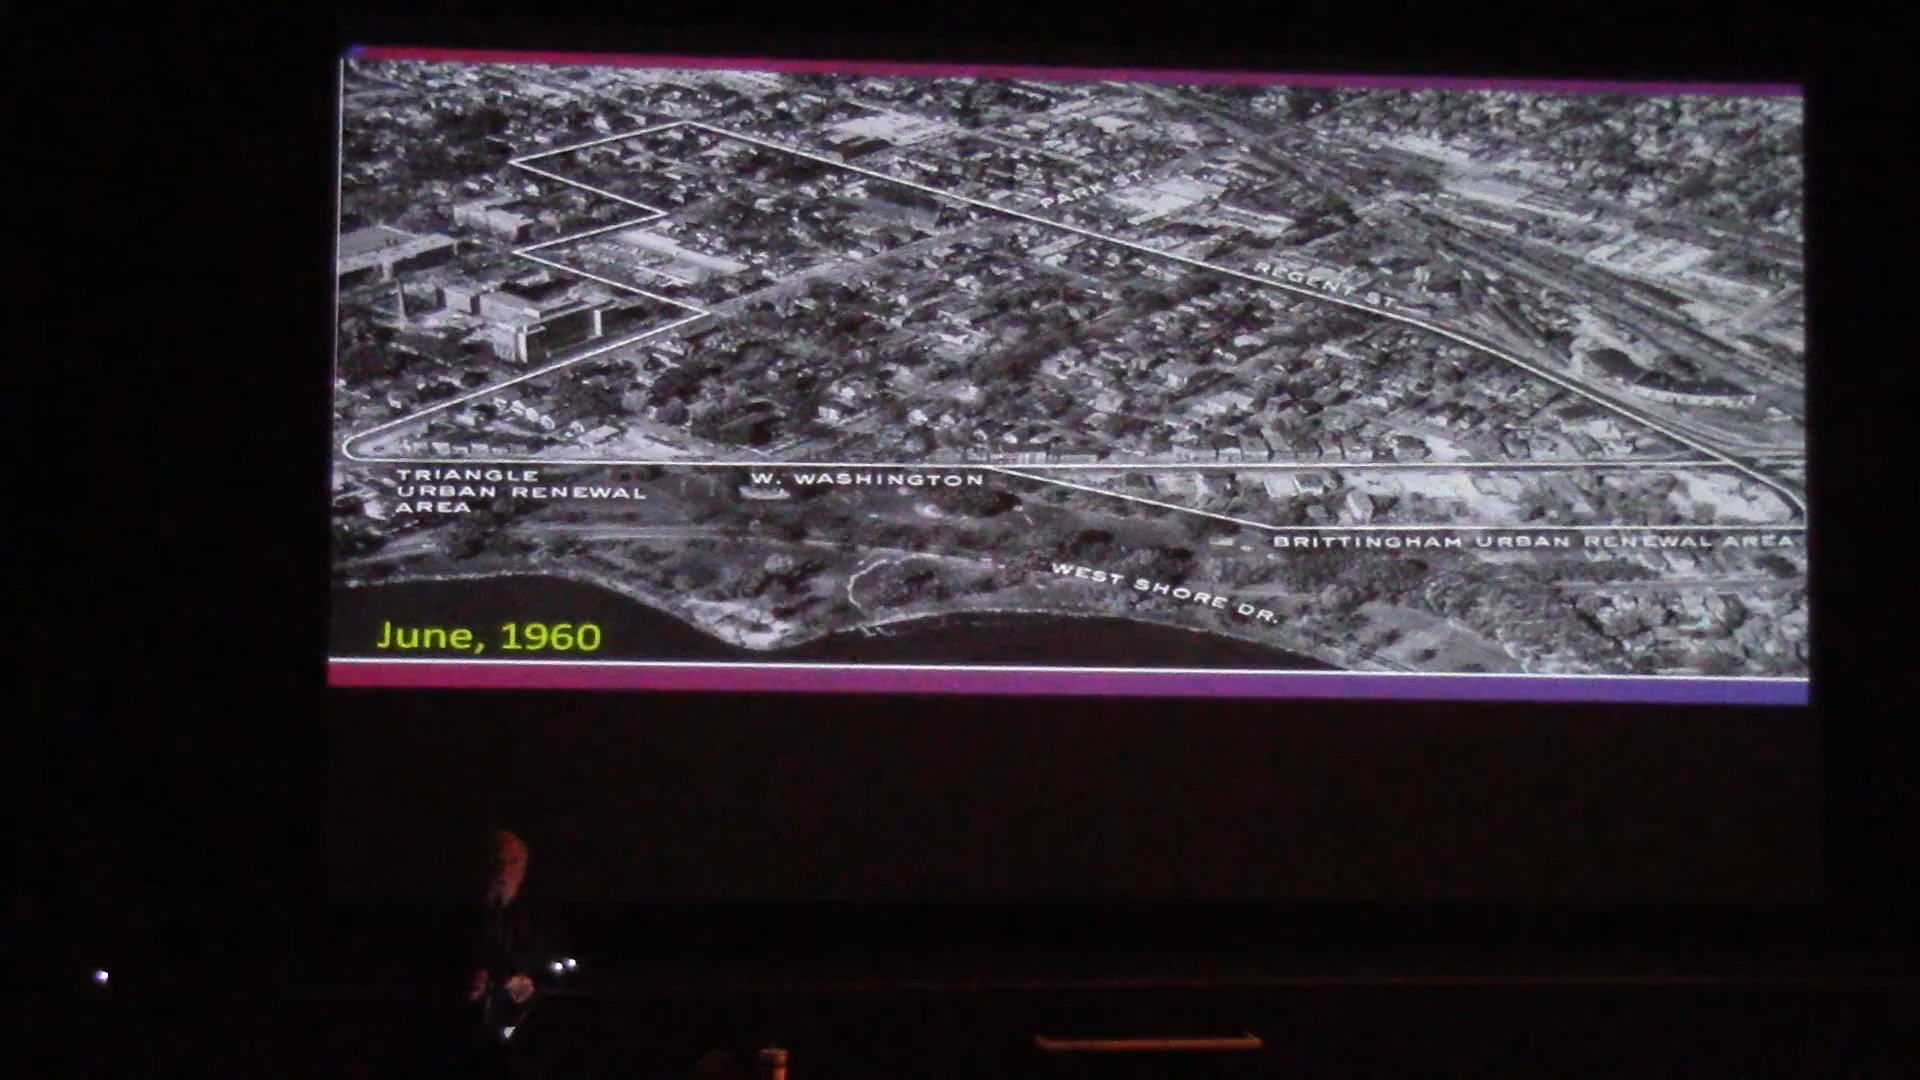 PARK ST.
REGENT ST.
TRIANGLE
URBAN RENEWAL
AREA
W. WASHINGTON
BRITTINGHAM URBAN RENEWAL AREA
WEST SHORE DR.
June, 1960